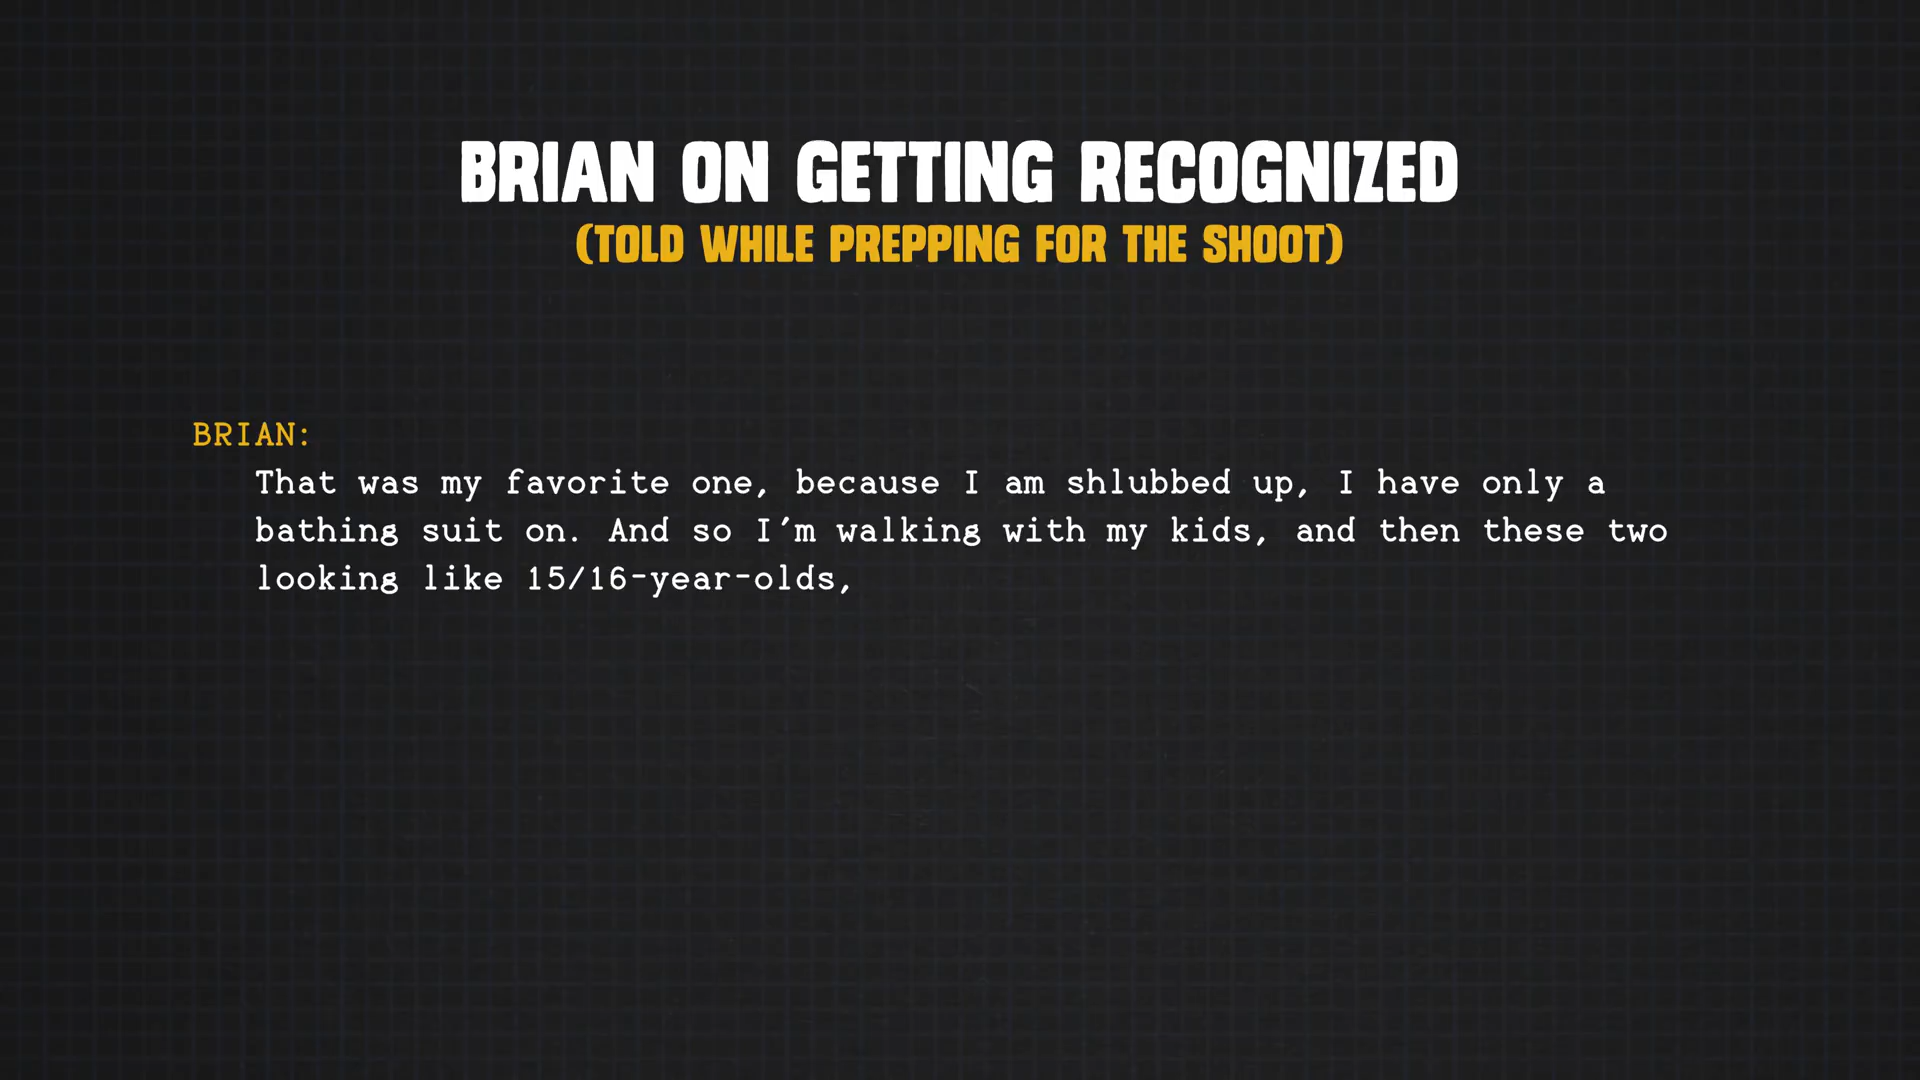 BRIAN ON GETTING RECOGNIZED
(TOLD WHILE PREPPING FOR THE SHOOT)
BRIAN:
That was my favorite one, because I am shlubbed up, I have only a
bathing suit on. And so I'm walking with my kids, and then these two
looking like 15/16-year-olds,